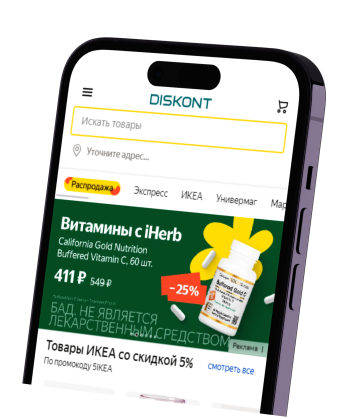 DISKONT
Искать товары
Уточните адрес...
Распродажа Экспресс ИКЕА Универмаг Мар
Витамины с iHerb
California Gold Nutrition
Buffered Vitamin C, 60 шт.
411 ₽ 549 ₽
-25%
Buffered Gold C
БАД. НЕ ЯВЛЯЕТСЯ
ЛЕКАРСТВЕННЫМ СРЕДСТВОМ
Реклама
Товары ИКЕА со скидкой 5%
По промокоду 5IKEA
смотреть все